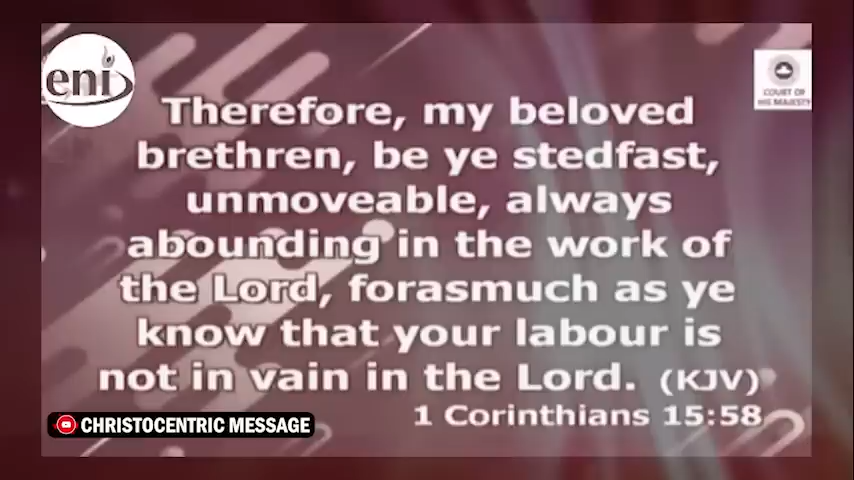 eni
COURT OF
HIS MAJESTY
Therefore, my beloved
brethren, be ye stedfast,
unmoveable, always
abounding in the work of
the Lord, forasmuch as ye
know that your labour is
not in vain in the Lord. (KJV)
1 Corinthians 15:58
CHRISTOCENTRIC MESSAGE